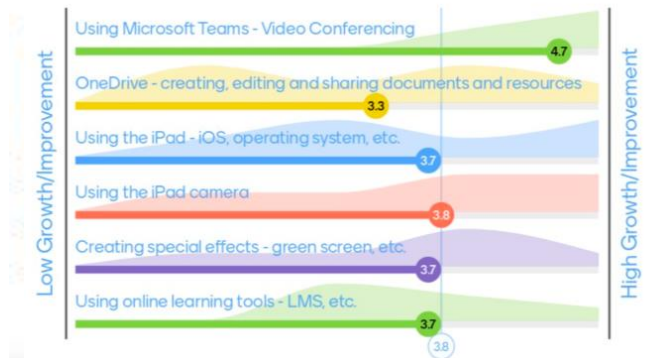 Low Growth/Improvement
Using Microsoft Teams - Video Conferencing
4.7
OneDrive - creating, editing and sharing documents and resources
3.3
Using the iPad - iOS, operating system, etc.
3.7
Using the iPad camera
3.8
Creating special effects - green screen, etc.
3.7
Using online learning tools - LMS, etc.
3.7
3.8
High Growth/Improvement